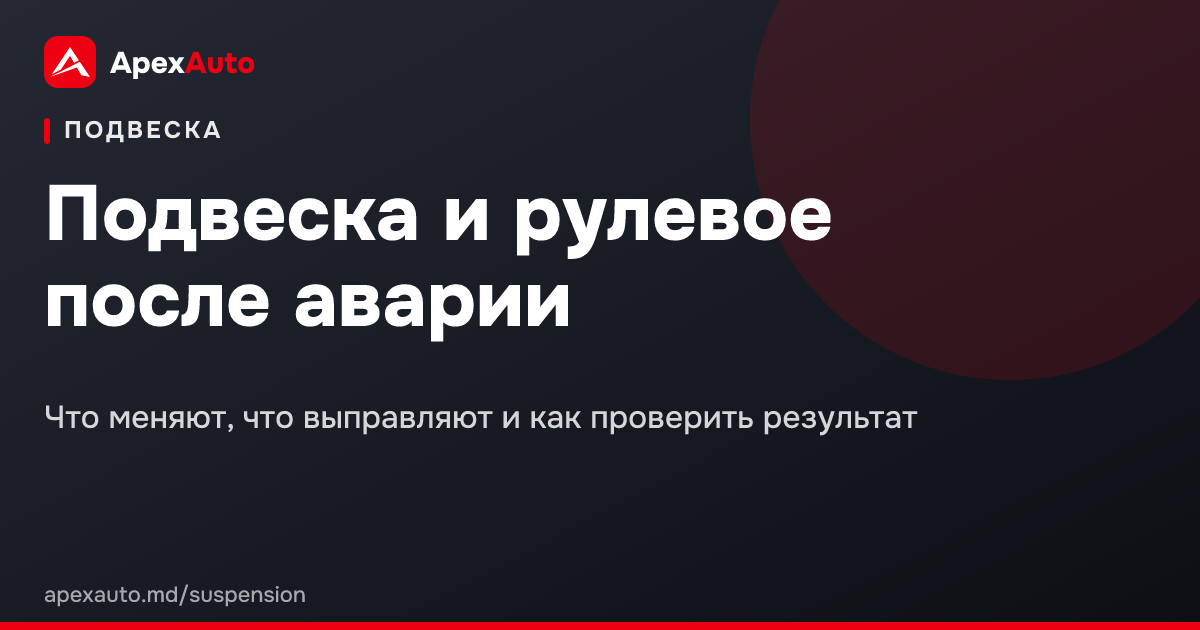 ApexAuto
ПОДВЕСКА
Подвеска и рулевое
после аварии
Что меняют, что выправляют и как проверить результат
apexauto.md/suspension